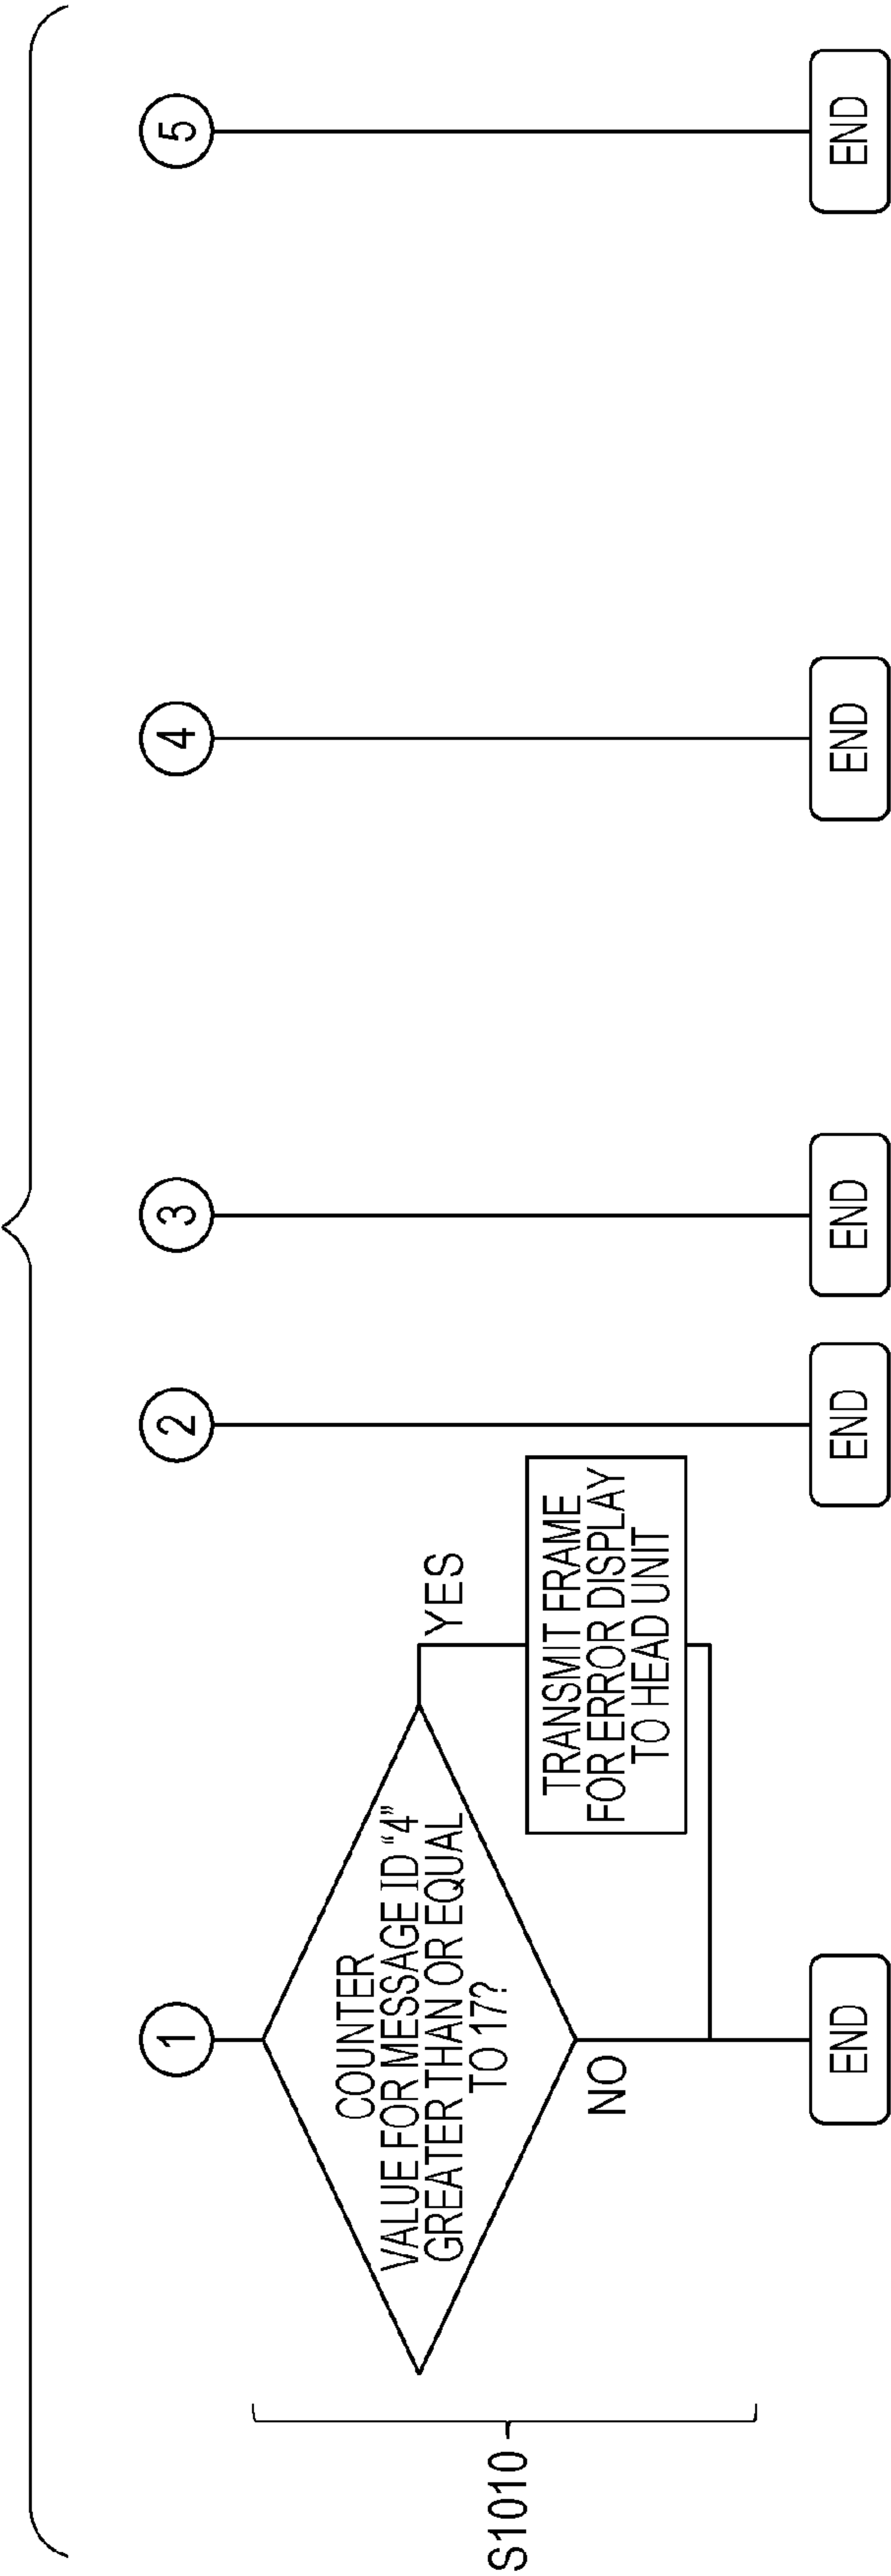 1
2
3
4
5
COUNTER
VALUE FOR MESSAGE ID “4”
GREATER THAN OR EQUAL
TO 17?
YES
NO
TRANSMIT FRAME
FOR ERROR DISPLAY
TO HEAD UNIT
S1010
END
END
END
END
END